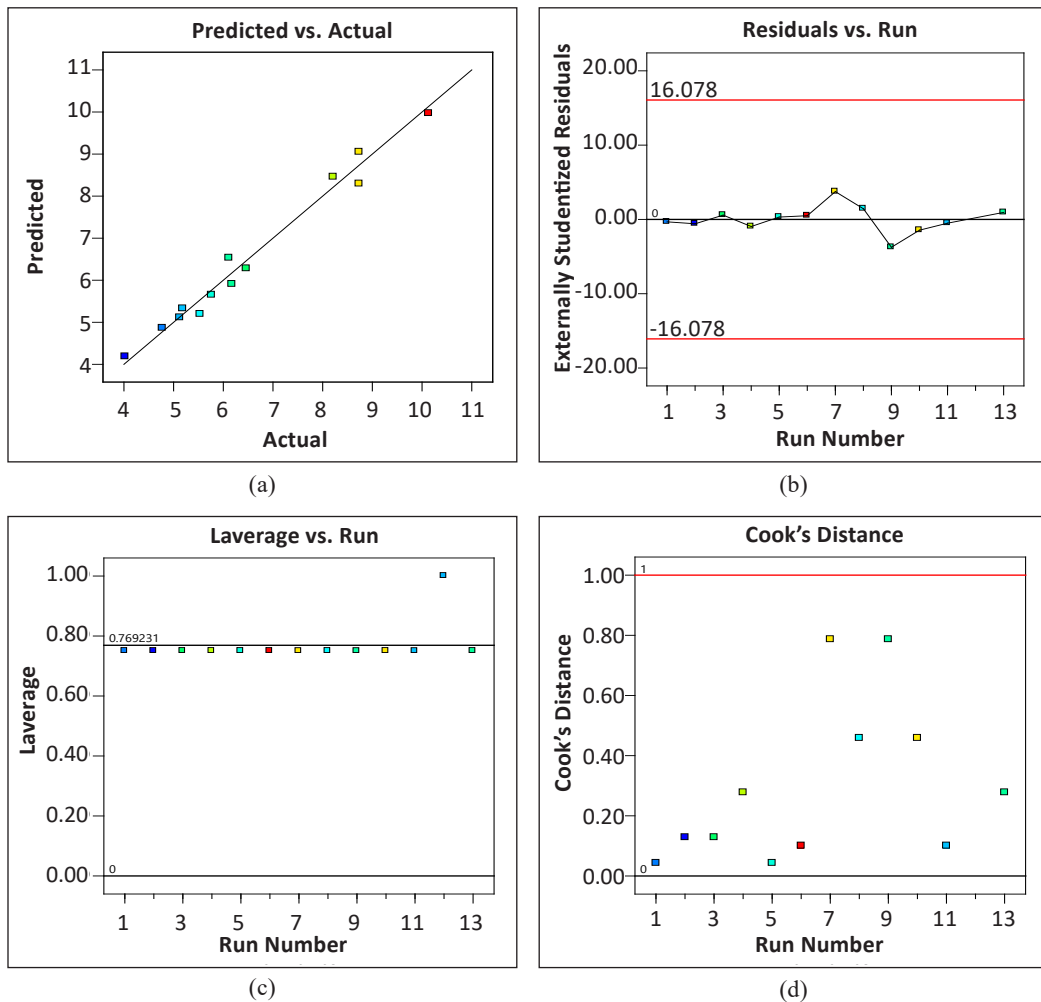 Predicted vs. Actual
11
10
9
8
7
6
5
4
Predicted
4 5 6 7 8 9 10 11
Actual
(a)
Residuals vs. Run
20.00
16.078
10.00
0
0.00
-10.00
-16.078
-20.00
Externally Studentized Residuals
1 3 5 7 9 11 13
Run Number
(b)
Laverage vs. Run
1.00
0.80
0.769231
0.60
0.40
0.20
0
0.00
Laverage
1 3 5 7 9 11 13
Run Number
(c)
Cook's Distance
1
1.00
0.80
0.60
0.40
0.20
0
0.00
Cook's Distance
1 3 5 7 9 11 13
Run Number
(d)